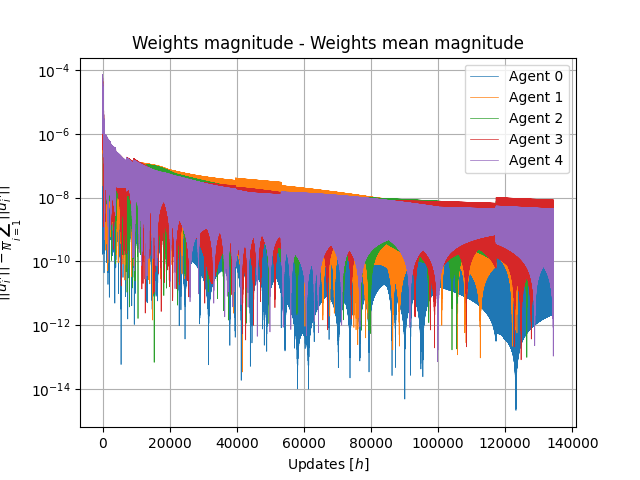 Weights magnitude - Weights mean magnitude
10⁻⁴
10⁻⁶
10⁻⁸
10⁻¹⁰
10⁻¹²
10⁻¹⁴
Agent 0
Agent 1
Agent 2
Agent 3
Agent 4
0 20000 40000 60000 80000 100000 120000 140000
Updates [h]